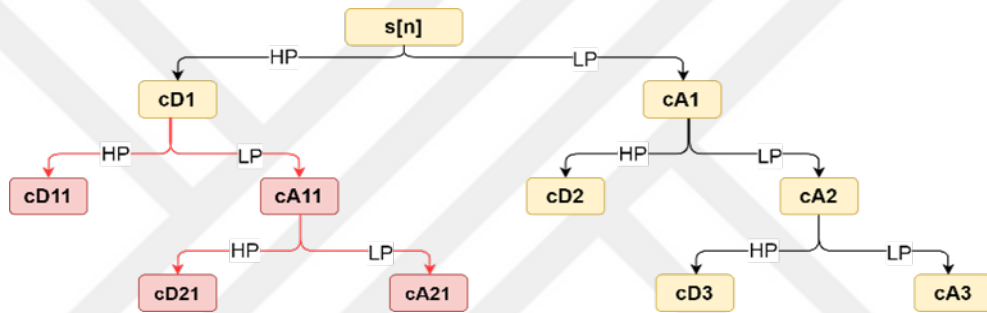 s[n]
HP
LP
cD1
cA1
HP
LP
HP
LP
cD11
cA11
cD2
cA2
HP
LP
HP
LP
cD21
cA21
cD3
cA3